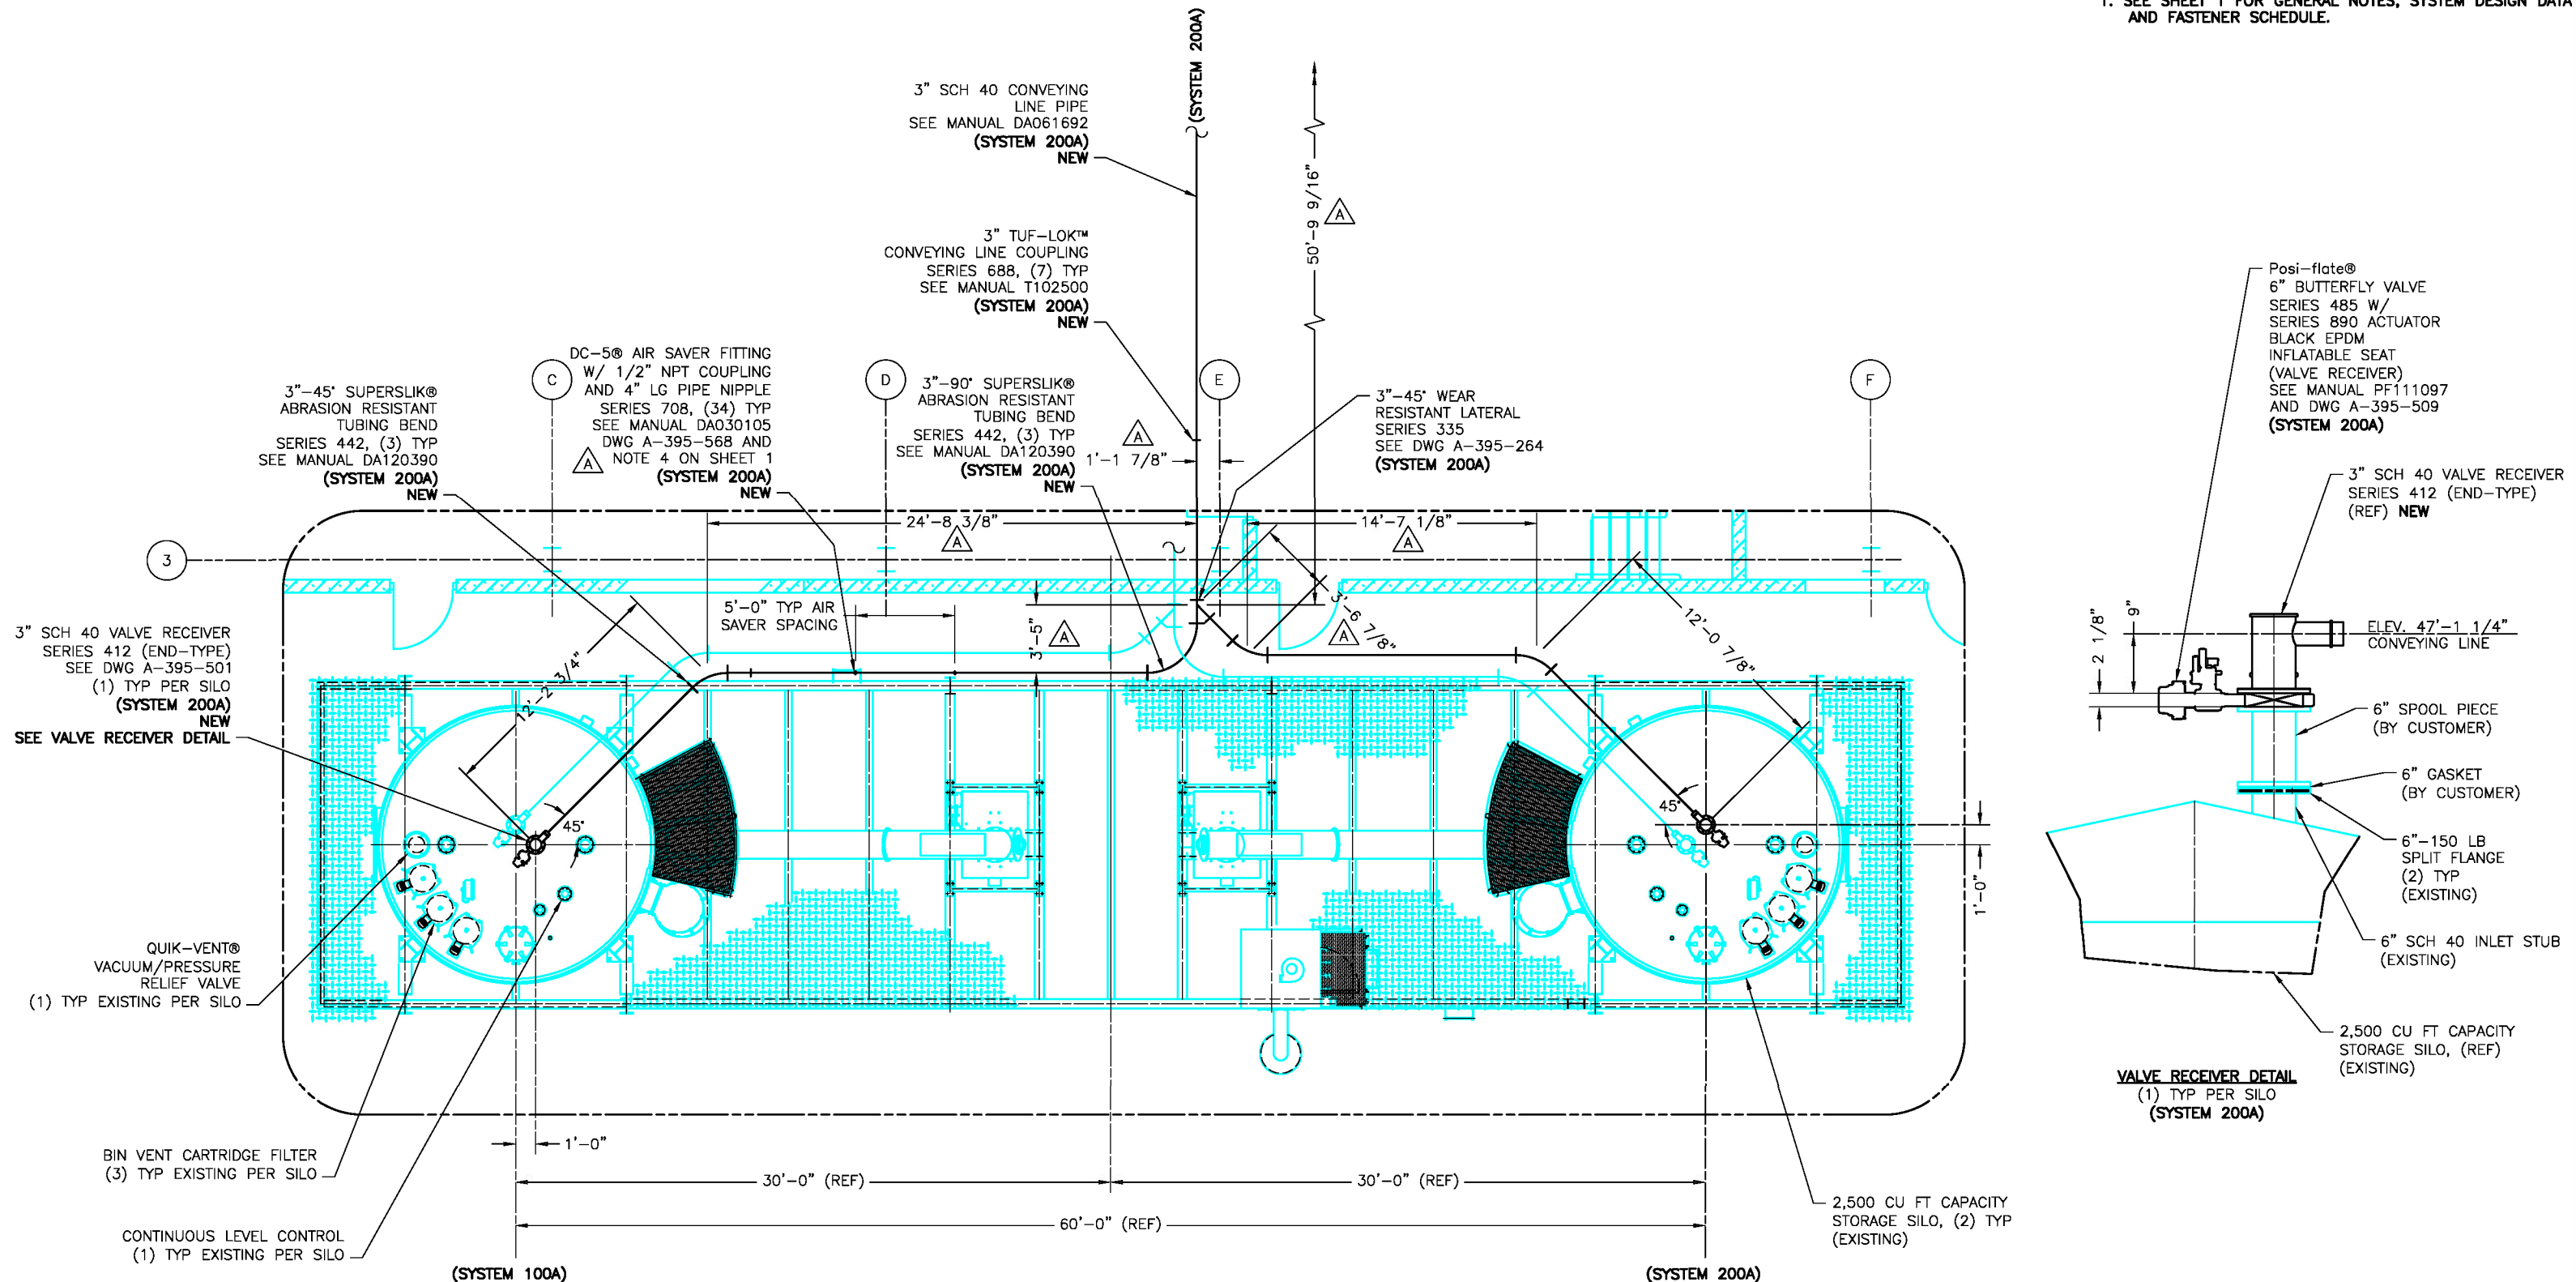 1. SEE SHEET 1 FOR GENERAL NOTES, SYSTEM DESIGN DATA
AND FASTENER SCHEDULE.
(SYSTEM 200A)
3" SCH 40 CONVEYING
LINE PIPE
SEE MANUAL DA061692
(SYSTEM 200A)
NEW
50'-9 9/16"
A
3" TUF-LOK™
CONVEYING LINE COUPLING
SERIES 688, (7) TYP
SEE MANUAL T102500
(SYSTEM 200A)
NEW
3"-45° SUPERSLIK®
ABRASION RESISTANT
TUBING BEND
SERIES 442, (3) TYP
SEE MANUAL DA120390
(SYSTEM 200A)
NEW
C
DC-5® AIR SAVER FITTING
W/ 1/2" NPT COUPLING
AND 4" LG PIPE NIPPLE
SERIES 708, (34) TYP
SEE MANUAL DA030105
DWG A-395-568 AND
A NOTE 4 ON SHEET 1
(SYSTEM 200A)
NEW
D
3"-90° SUPERSLIK®
ABRASION RESISTANT
TUBING BEND
SERIES 442, (3) TYP
SEE MANUAL DA120390
(SYSTEM 200A)
NEW
A
1'-1 7/8"
E
3"-45° WEAR
RESISTANT LATERAL
SERIES 335
SEE DWG A-395-264
(SYSTEM 200A)
F
3
24'-8 3/8"
A
14'-7 1/8"
A
5'-0" TYP AIR
SAVER SPACING
3'-5"
A
3'-6 7/8"
A
12'-0 7/8"
12'-2 3/4"
3" SCH 40 VALVE RECEIVER
SERIES 412 (END-TYPE)
SEE DWG A-395-501
(1) TYP PER SILO
(SYSTEM 200A)
NEW
SEE VALVE RECEIVER DETAIL
45°
45°
1'-0"
QUIK-VENT®
VACUUM/PRESSURE
RELIEF VALVE
(1) TYP EXISTING PER SILO
BIN VENT CARTRIDGE FILTER
(3) TYP EXISTING PER SILO
CONTINUOUS LEVEL CONTROL
(1) TYP EXISTING PER SILO
1'-0"
30'-0" (REF)
30'-0" (REF)
60'-0" (REF)
2,500 CU FT CAPACITY
STORAGE SILO, (2) TYP
(EXISTING)
(SYSTEM 100A)
(SYSTEM 200A)
Posi-flate®
6" BUTTERFLY VALVE
SERIES 485 W/
SERIES 890 ACTUATOR
BLACK EPDM
INFLATABLE SEAT
(VALVE RECEIVER)
SEE MANUAL PF111097
AND DWG A-395-509
(SYSTEM 200A)
3" SCH 40 VALVE RECEIVER
SERIES 412 (END-TYPE)
(REF) NEW
2 1/8"
9"
ELEV. 47'-1 1/4"
CONVEYING LINE
6" SPOOL PIECE
(BY CUSTOMER)
6" GASKET
(BY CUSTOMER)
6"-150 LB
SPLIT FLANGE
(2) TYP
(EXISTING)
6" SCH 40 INLET STUB
(EXISTING)
2,500 CU FT CAPACITY
STORAGE SILO, (REF)
(EXISTING)
VALVE RECEIVER DETAIL
(1) TYP PER SILO
(SYSTEM 200A)